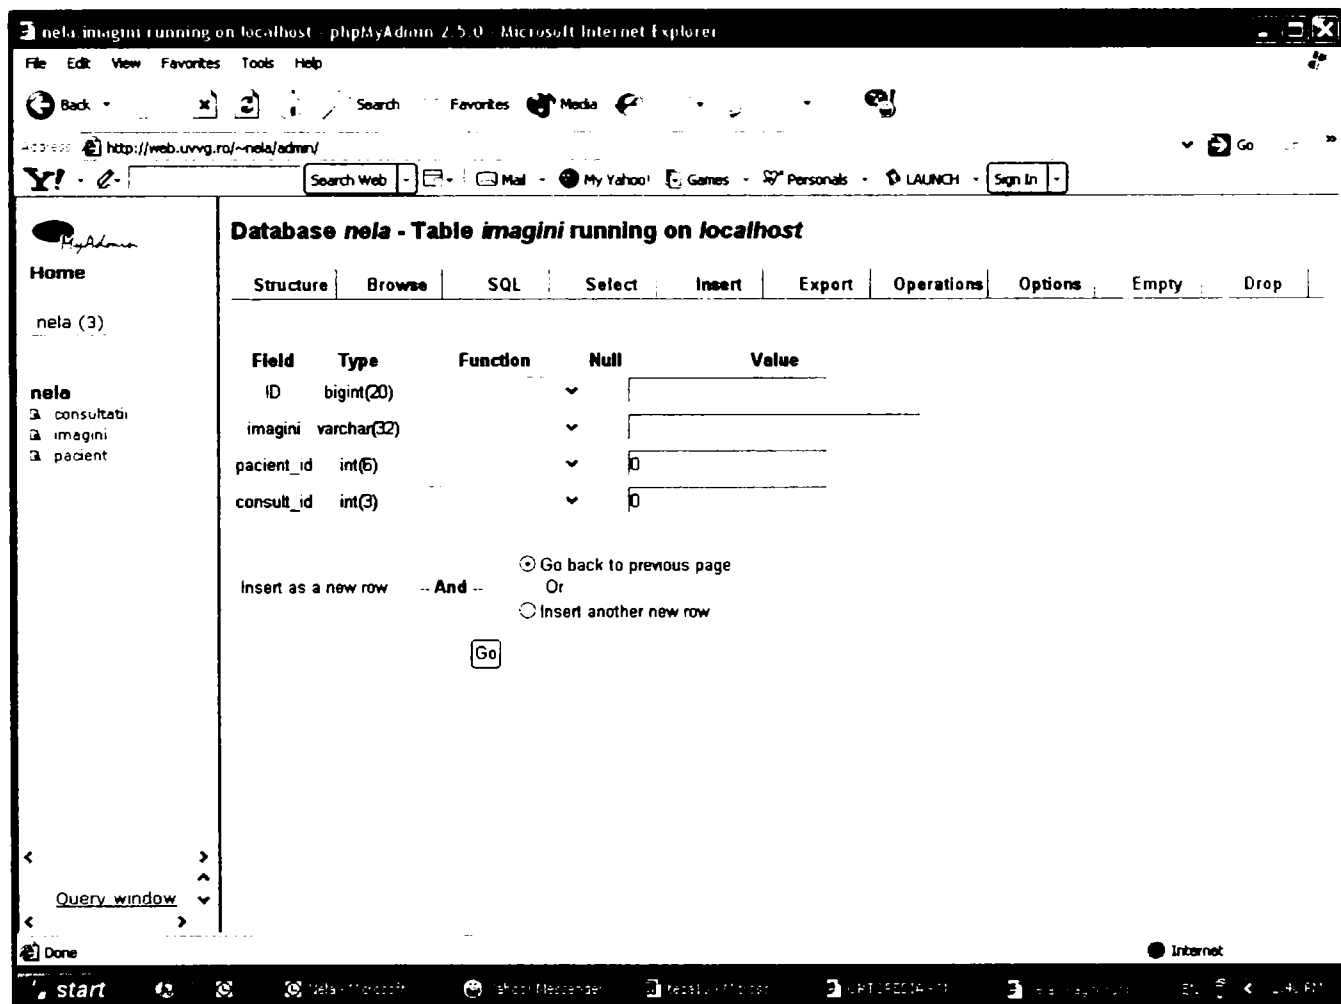 nela.imagini running on localhost - phpMyAdmin 2.5.0 - Microsoft Internet Explorer
File Edit View Favorites Tools Help
Back Search Favorites Media
Address http://web.uvvg.ro/~nela/admin/ Go
Y! Search Web Mail My Yahoo! Games Personals LAUNCH Sign In
MyAdmin
Home
nela (3)
nela
consultatii
imagini
pacient
Query window
Database nela - Table imagini running on localhost
Structure Browse SQL Select Insert Export Operations Options Empty Drop
Field Type Function Null Value
ID bigint(20)
imagini varchar(32)
pacient_id int(6) 0
consult_id int(3) 0
Insert as a new row -- And --
Go back to previous page
Or
Insert another new row
Go
Done Internet
start Yahoo! Messenger